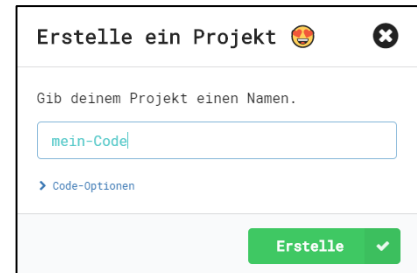 Erstelle ein Projekt 😍
Gib deinem Projekt einen Namen.
mein-Code
Code-Optionen
Erstelle